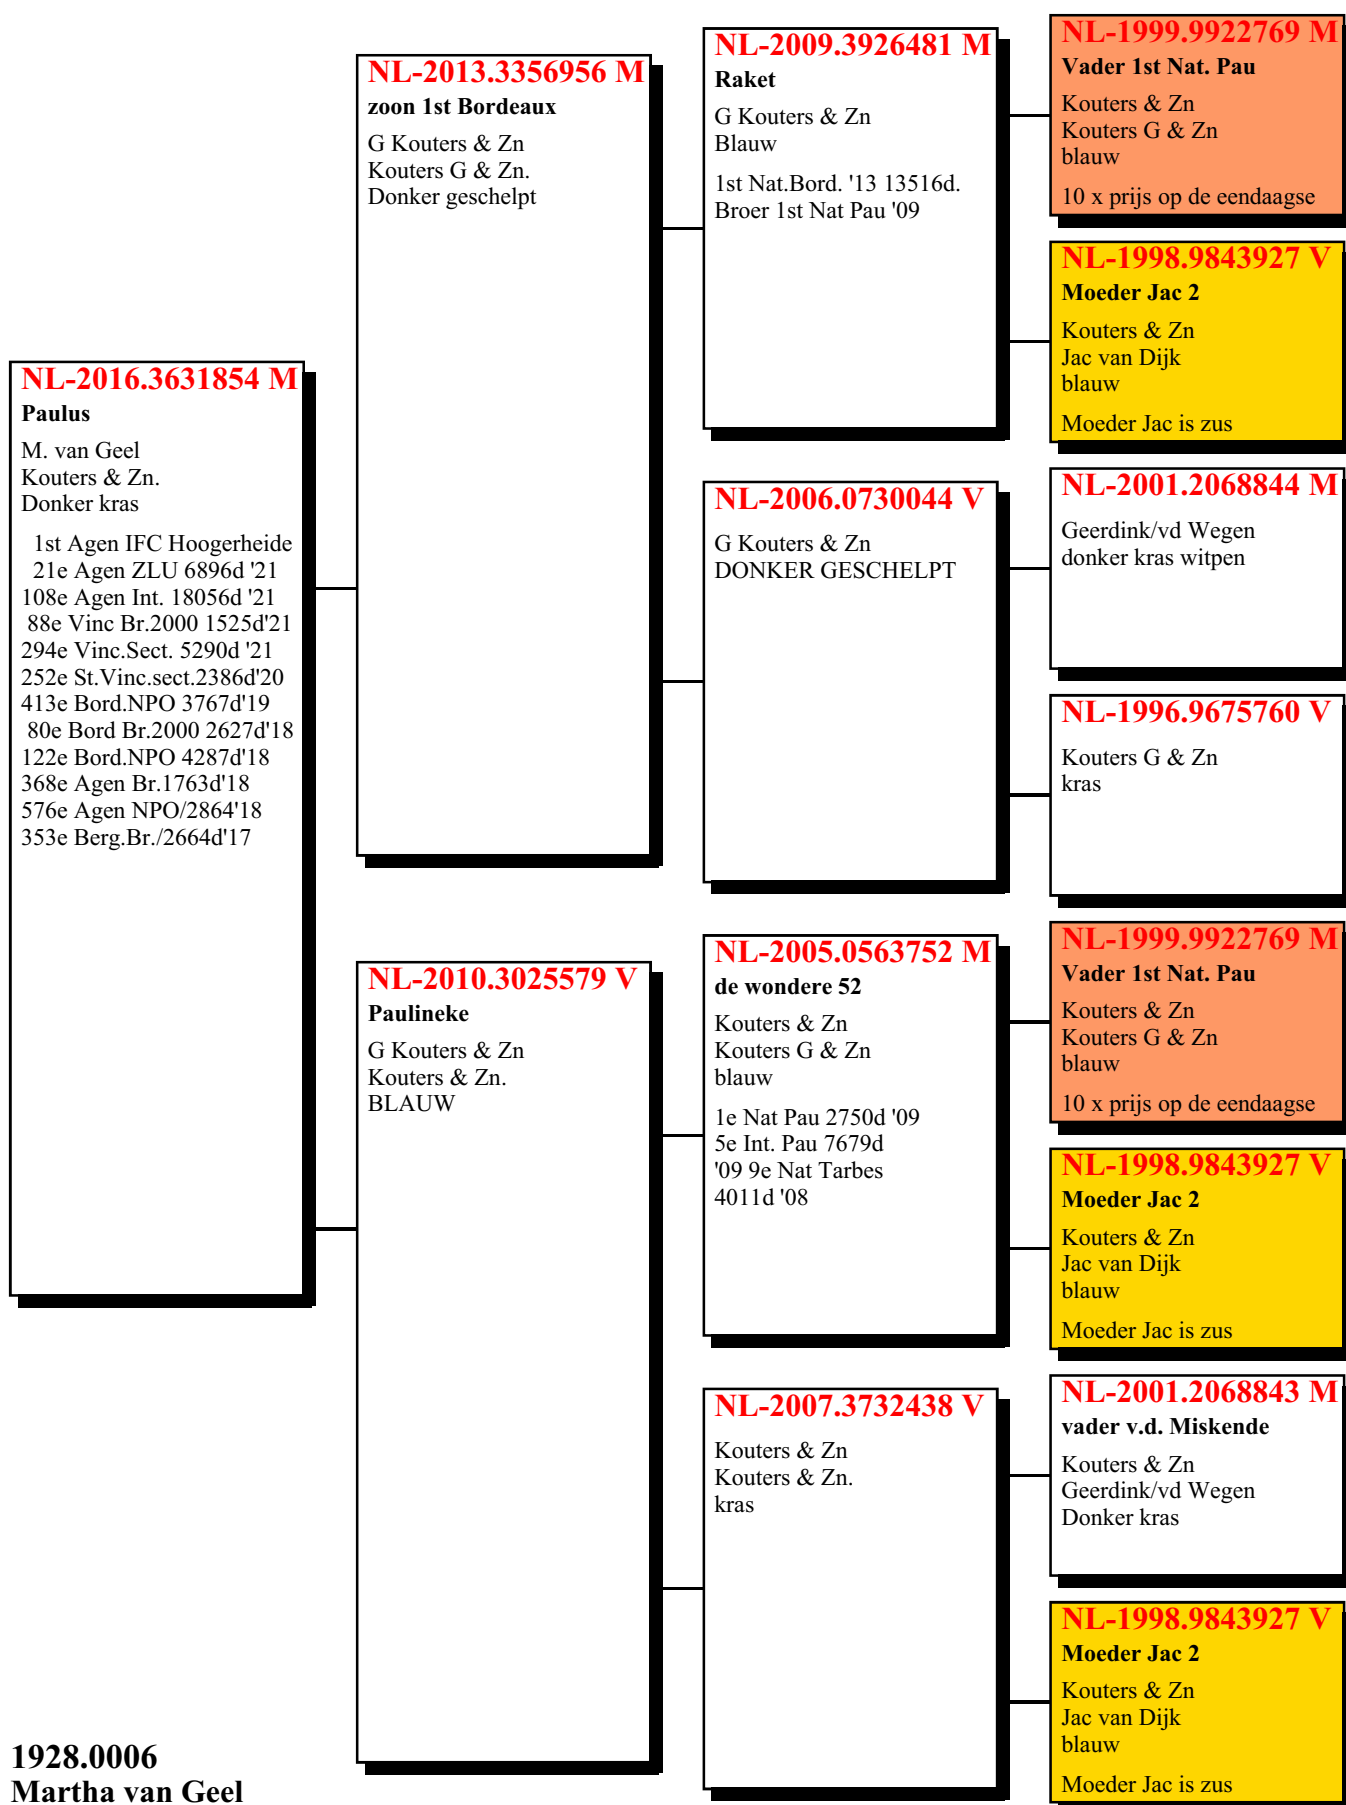 NL-2016.3631854 M
Paulus
M. van Geel
Kouters & Zn.
Donker kras
1st Agen IFC Hoogerheide
21e Agen ZLU 6896d '21
108e Agen Int. 18056d '21
88e Vinc Br.2000 1525d'21
294e Vinc.Sect. 5290d '21
252e St.Vinc.sect.2386d'20
413e Bord.NPO 3767d'19
80e Bord Br.2000 2627d'18
122e Bord.NPO 4287d'18
368e Agen Br.1763d'18
576e Agen NPO/2864'18
353e Berg.Br./2664d'17
NL-2013.3356956 M
zoon 1st Bordeaux
G Kouters & Zn
Kouters G & Zn.
Donker geschelpt
NL-2010.3025579 V
Paulineke
G Kouters & Zn
Kouters & Zn.
BLAUW
NL-2009.3926481 M
Raket
G Kouters & Zn
Blauw
1st Nat.Bord. '13 13516d.
Broer 1st Nat Pau '09
NL-2006.0730044 V
G Kouters & Zn
DONKER GESCHELPT
NL-2005.0563752 M
de wondere 52
Kouters & Zn
Kouters G & Zn
blauw
1e Nat Pau 2750d '09
5e Int. Pau 7679d
'09 9e Nat Tarbes
4011d '08
NL-2007.3732438 V
Kouters & Zn
Kouters & Zn.
kras
NL-1999.9922769 M
Vader 1st Nat. Pau
Kouters & Zn
Kouters G & Zn
blauw
10 x prijs op de eendaagse
NL-1998.9843927 V
Moeder Jac 2
Kouters & Zn
Jac van Dijk
blauw
Moeder Jac is zus
NL-2001.2068844 M
Geerdink/vd Wegen
donker kras witpen
NL-1996.9675760 V
Kouters G & Zn
kras
NL-1999.9922769 M
Vader 1st Nat. Pau
Kouters & Zn
Kouters G & Zn
blauw
10 x prijs op de eendaagse
NL-1998.9843927 V
Moeder Jac 2
Kouters & Zn
Jac van Dijk
blauw
Moeder Jac is zus
NL-2001.2068843 M
vader v.d. Miskende
Kouters & Zn
Geerdink/vd Wegen
Donker kras
NL-1998.9843927 V
Moeder Jac 2
Kouters & Zn
Jac van Dijk
blauw
Moeder Jac is zus
1928.0006
Martha van Geel